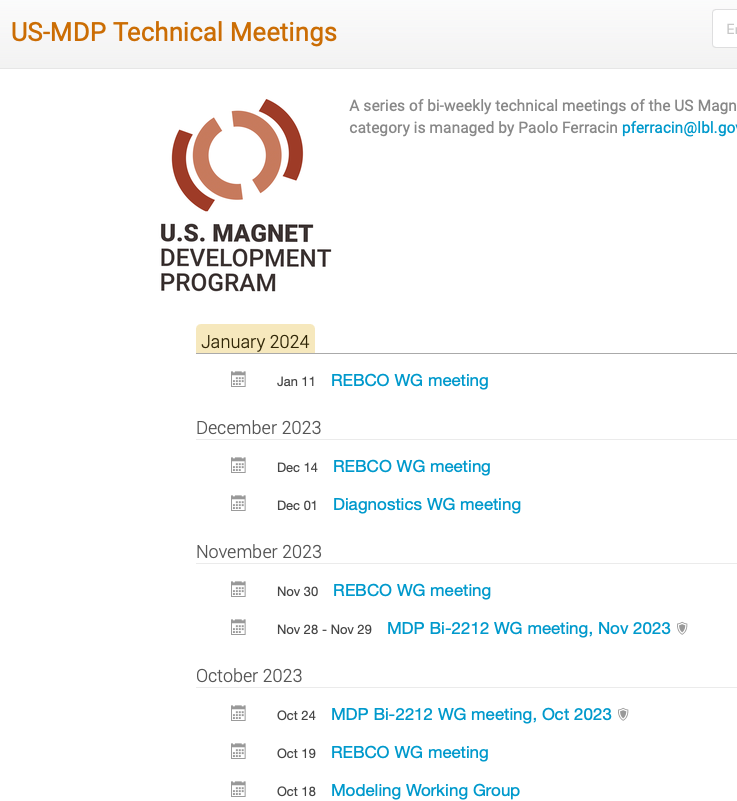 US-MDP Technical Meetings
A series of bi-weekly technical meetings of the US Magn
category is managed by Paolo Ferracin pferracin@lbl.gov
U.S. MAGNET
DEVELOPMENT
PROGRAM
January 2024
Jan 11 REBCO WG meeting
December 2023
Dec 14 REBCO WG meeting
Dec 01 Diagnostics WG meeting
November 2023
Nov 30 REBCO WG meeting
Nov 28 - Nov 29 MDP Bi-2212 WG meeting, Nov 2023
October 2023
Oct 24 MDP Bi-2212 WG meeting, Oct 2023
Oct 19 REBCO WG meeting
Oct 18 Modeling Working Group